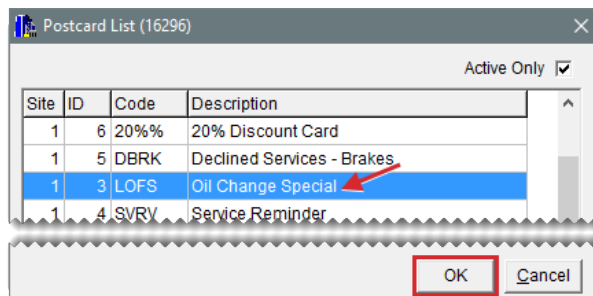 Postcard List (16296)
Active Only
Site ID Code Description
1 6 20%% 20% Discount Card
1 5 DBRK Declined Services - Brakes
1 3 LOFS Oil Change Special
1 4 SVRV Service Reminder
OK Cancel